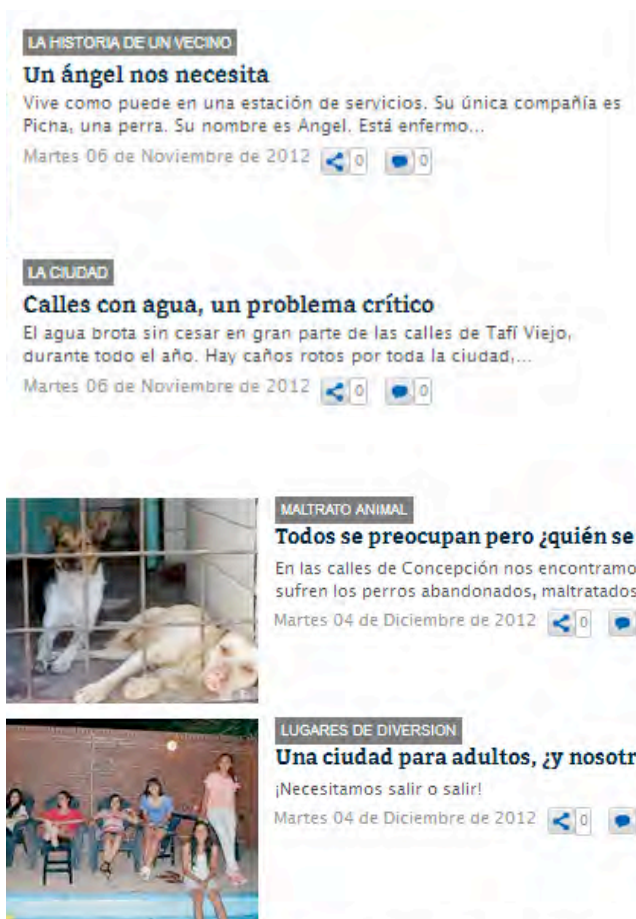 LA HISTORIA DE UN VECINO
Un ángel nos necesita
Vive como puede en una estación de servicios. Su única compañía es
Picha, una perra. Su nombre es Angel. Está enfermo...
Martes 06 de Noviembre de 2012 0 0
LA CIUDAD
Calles con agua, un problema crítico
El agua brota sin cesar en gran parte de las calles de Tafí Viejo,
durante todo el año. Hay caños rotos por toda la ciudad,...
Martes 06 de Noviembre de 2012 0 0
MALTRATO ANIMAL
Todos se preocupan pero ¿quién se
En las calles de Concepción nos encontramo
sufren los perros abandonados, maltratados
Martes 04 de Diciembre de 2012 0
LUGARES DE DIVERSION
Una ciudad para adultos, ¿y nosotr
¡Necesitamos salir o salir!
Martes 04 de Diciembre de 2012 0